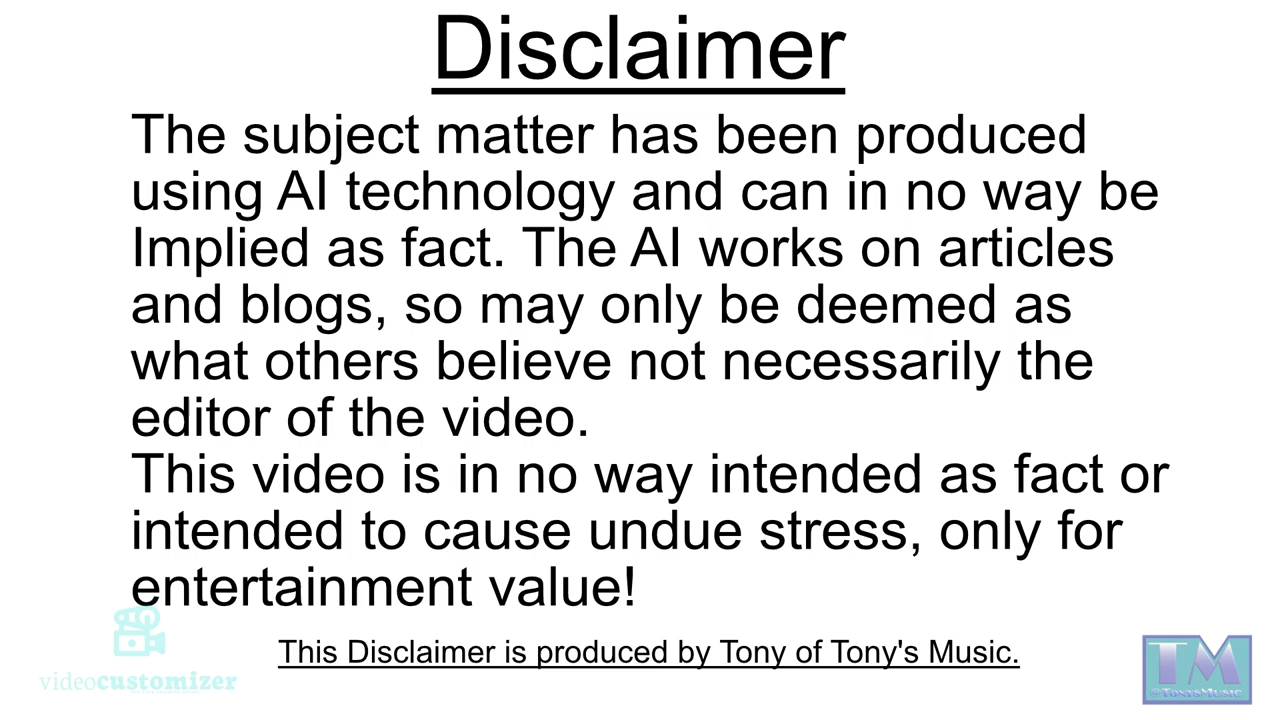 Disclaimer
The subject matter has been produced
using AI technology and can in no way be
Implied as fact. The AI works on articles
and blogs, so may only be deemed as
what others believe not necessarily the
editor of the video.
This video is in no way intended as fact or
intended to cause undue stress, only for
entertainment value!
This Disclaimer is produced by Tony of Tony's Music.
videocustomizer
TM
@TonysMusic